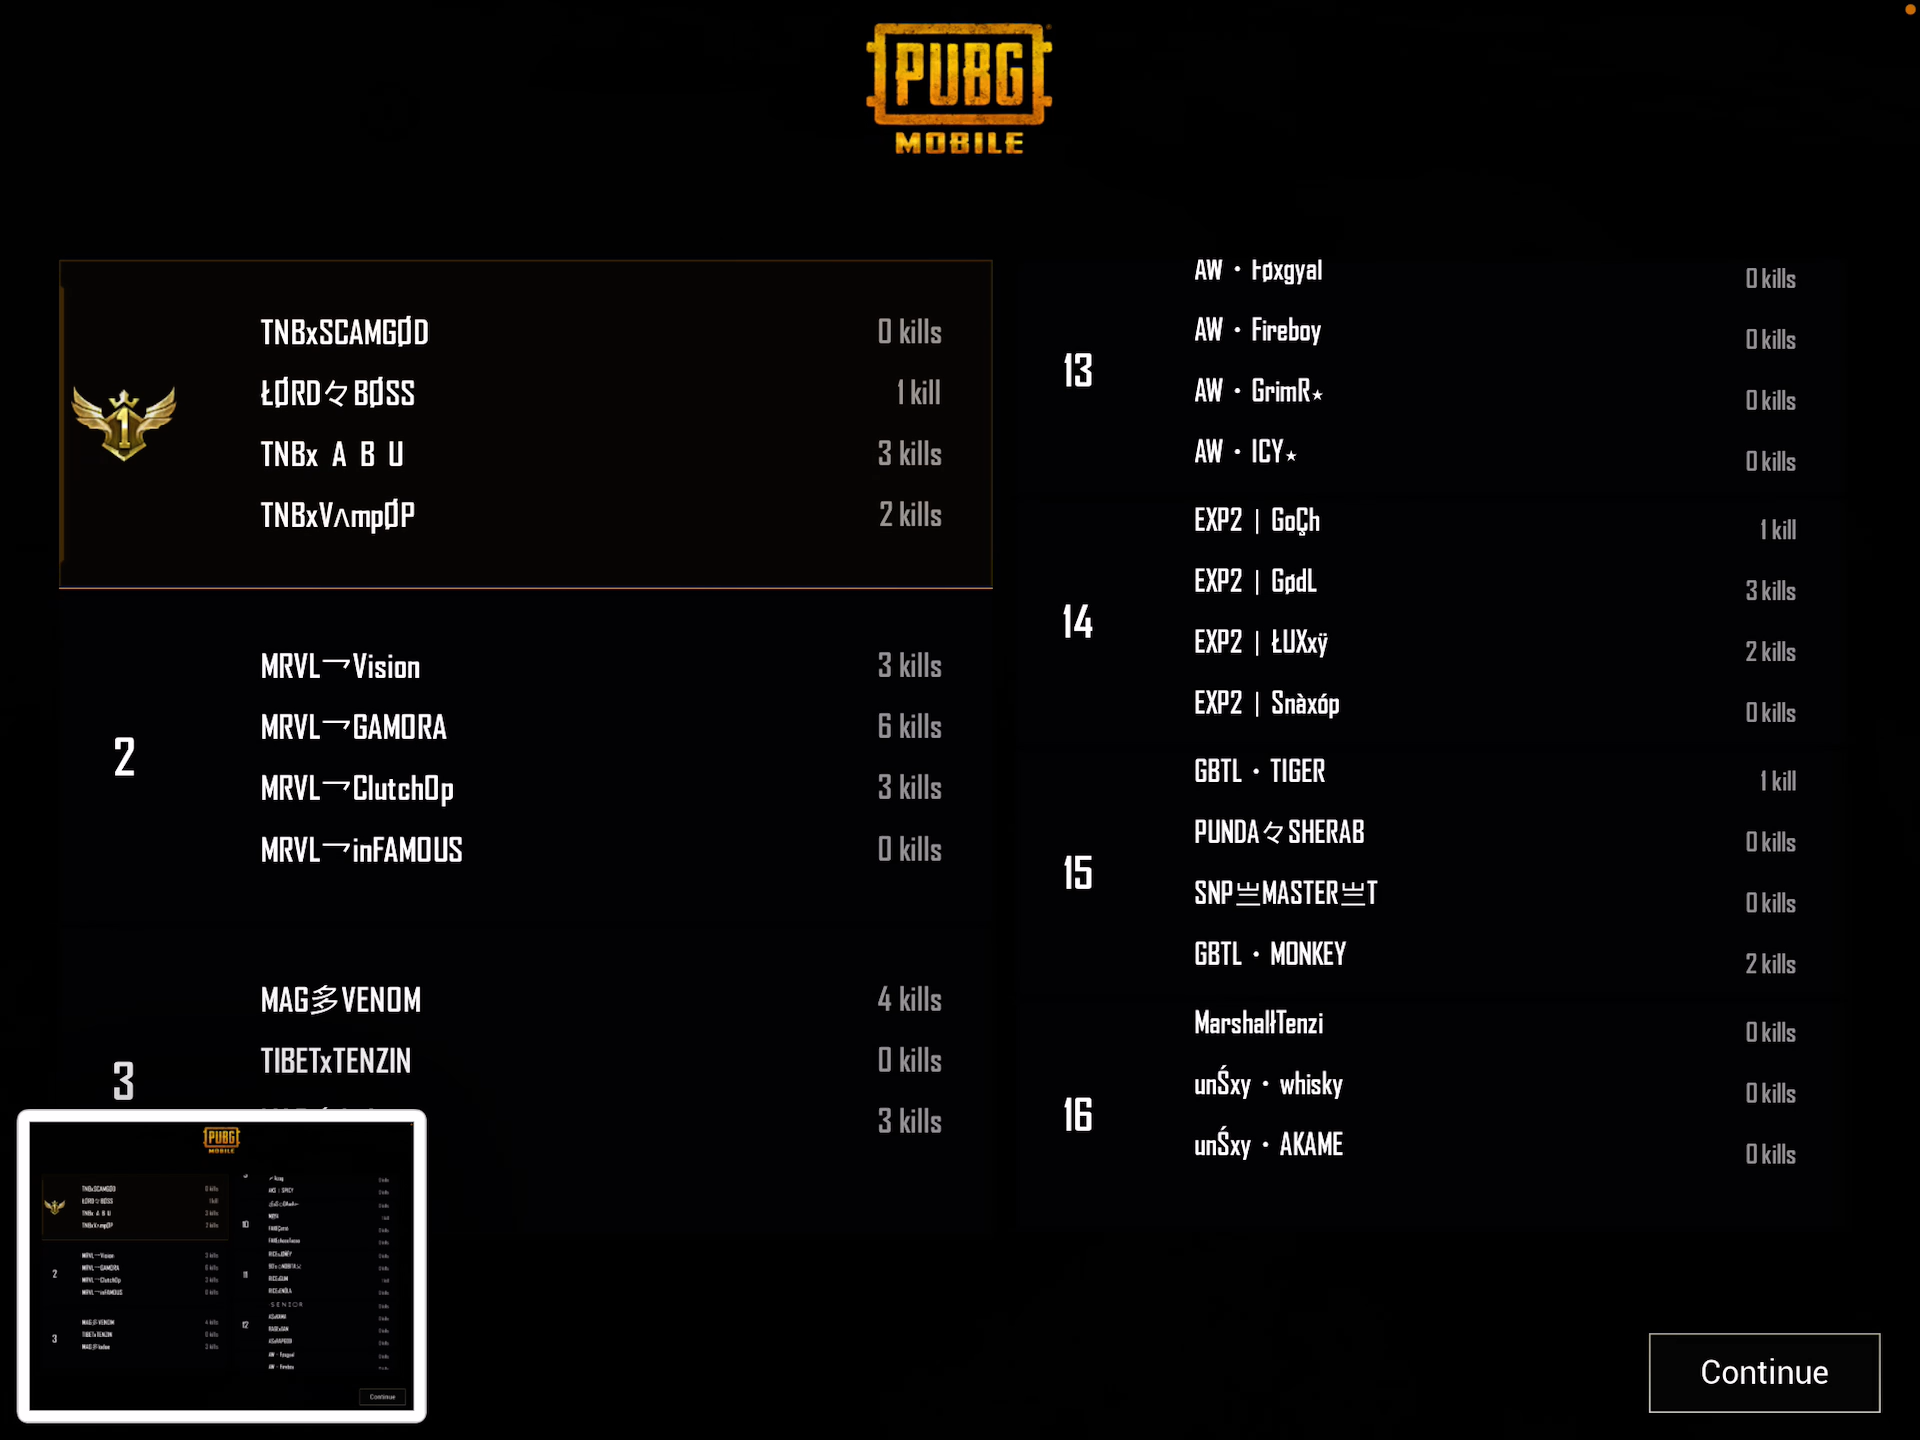 PUBG
MOBILE
1
TNBxSCAMGØD 0 kills
ŁØRD々BØSS 1 kill
TNBx A B U 3 kills
TNBxVΛmpØP 2 kills
2
MRVL乛Vision 3 kills
MRVL乛GAMORA 6 kills
MRVL乛ClutchOp 3 kills
MRVL乛inFAMOUS 0 kills
3
MAG多VENOM 4 kills
TIBETxTENZIN 0 kills
3 kills
13
AW・Føxgyal 0 kills
AW・Fireboy 0 kills
AW・GrimR★ 0 kills
AW・ICY★ 0 kills
14
EXP2 | GoÇh 1 kill
EXP2 | GødL 3 kills
EXP2 | ŁUXxÿ 2 kills
EXP2 | Snàxóp 0 kills
15
GBTL・TIGER 1 kill
PUNDA々SHERAB 0 kills
SNP亗MASTER亗T 0 kills
GBTL・MONKEY 2 kills
16
MarshałłTenzi 0 kills
unŚxy・whisky 0 kills
unŚxy・AKAME 0 kills
PUBG
MOBILE
Continue
Continue